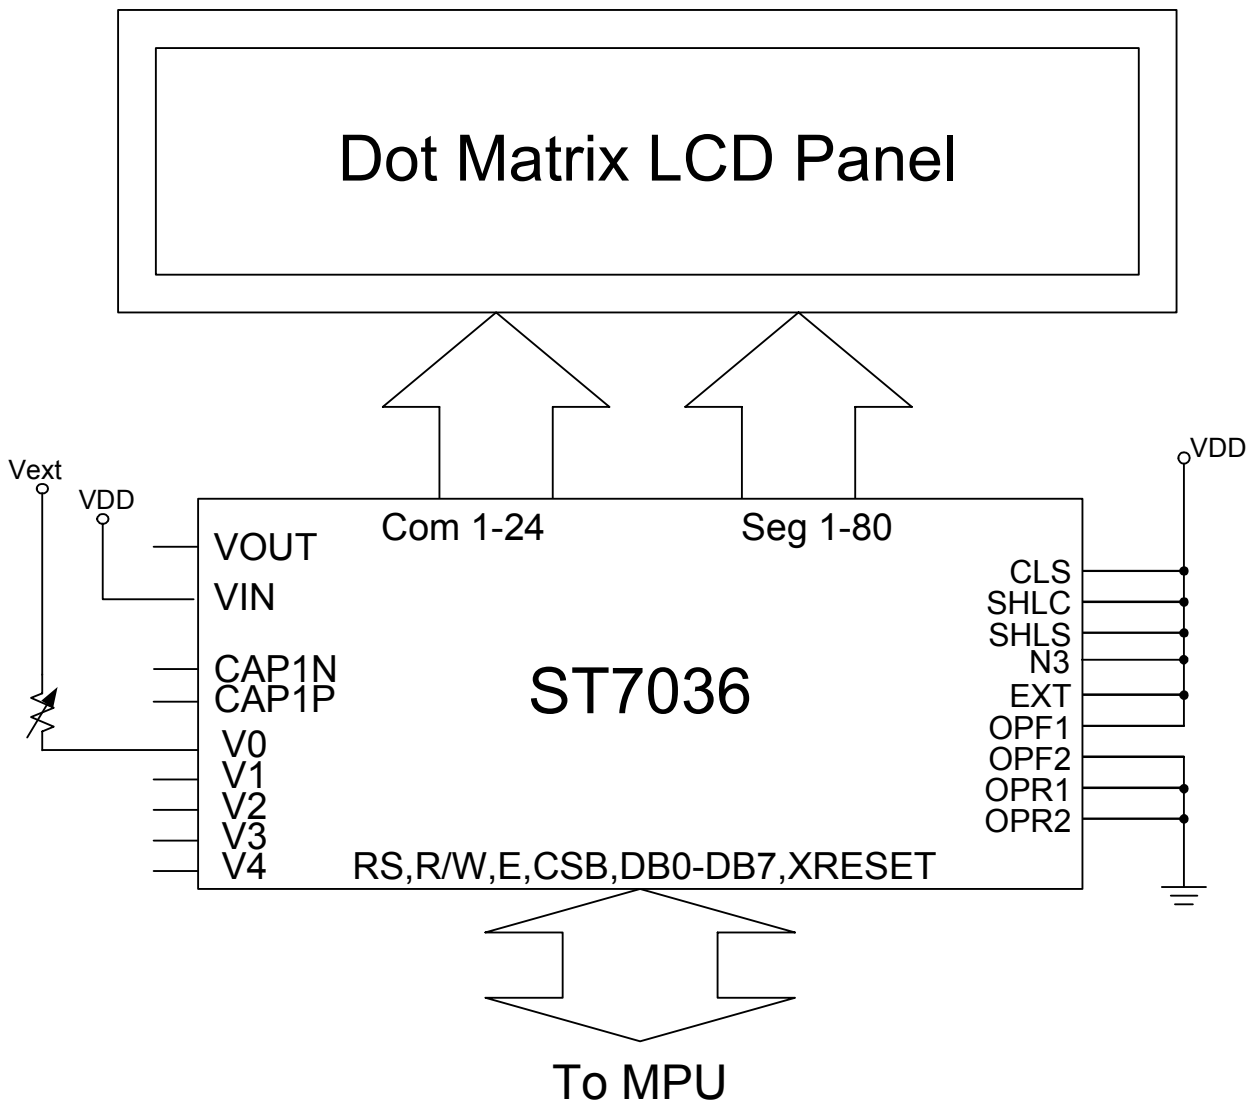 Dot Matrix LCD Panel
Vext
VDD
VDD
Com 1-24
Seg 1-80
VOUT
VIN
CAP1N
CAP1P
V0
V1
V2
V3
V4
ST7036
CLS
SHLC
SHLS
N3
EXT
OPF1
OPF2
OPR1
OPR2
RS,R/W,E,CSB,DB0-DB7,XRESET
To MPU